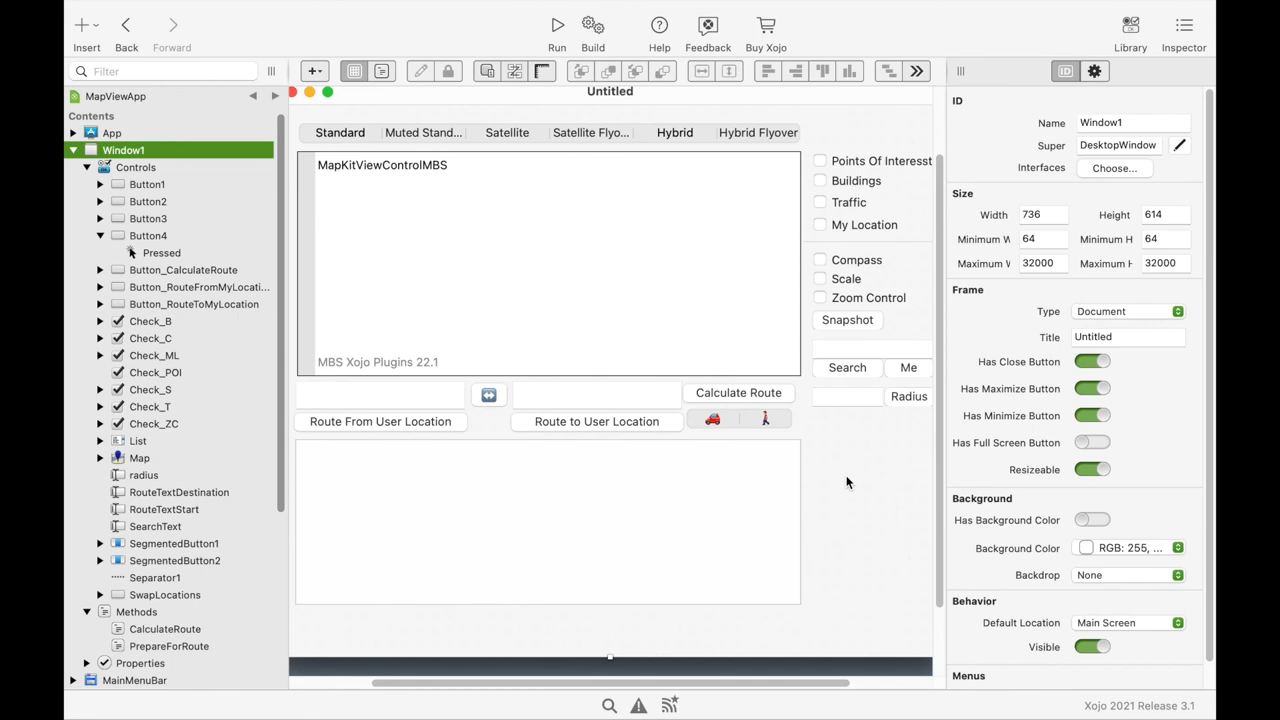 Insert
Back
Forward
Run
Build
Help
Feedback
Buy Xojo
Library
Inspector
Filter
MapViewApp
Contents
App
Window1
Controls
Button1
Button2
Button3
Button4
Pressed
Button_CalculateRoute
Button_RouteFromMyLocati...
Button_RouteToMyLocation
Check_B
Check_C
Check_ML
Check_POI
Check_S
Check_T
Check_ZC
List
Map
radius
RouteTextDestination
RouteTextStart
SearchText
SegmentedButton1
SegmentedButton2
Separator1
SwapLocations
Methods
CalculateRoute
PrepareForRoute
Properties
MainMenuBar
Untitled
Standard
Muted Stand...
Satellite
Satellite Flyo...
Hybrid
Hybrid Flyover
MapKitViewControlMBS
MBS Xojo Plugins 22.1
Points Of Interesst
Buildings
Traffic
My Location
Compass
Scale
Zoom Control
Snapshot
Search
Me
Radius
Calculate Route
Route From User Location
Route to User Location
ID
ID
Name Window1
Super DesktopWindow
Interfaces Choose...
Size
Width 736 Height 614
Minimum W 64 Minimum H 64
Maximum W 32000 Maximum H 32000
Frame
Type Document
Title Untitled
Has Close Button
Has Maximize Button
Has Minimize Button
Has Full Screen Button
Resizeable
Background
Has Background Color
Background Color RGB: 255, ...
Backdrop None
Behavior
Default Location Main Screen
Visible
Menus
Xojo 2021 Release 3.1